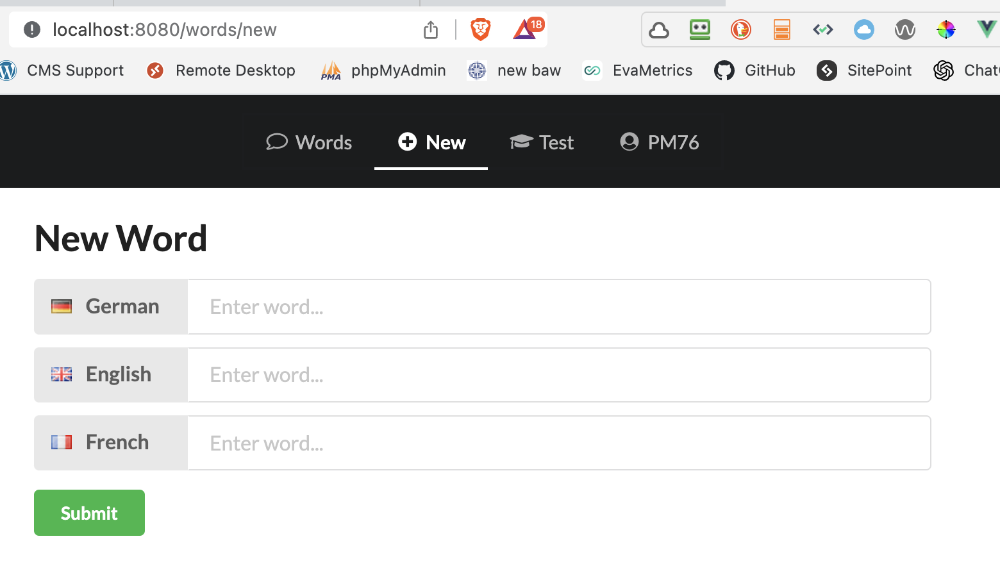 localhost:8080/words/new 18
CMS Support Remote Desktop PMA phpMyAdmin new baw EvaMetrics GitHub SitePoint Chat
Words New Test PM76
New Word
German Enter word...
English Enter word...
French Enter word...
Submit